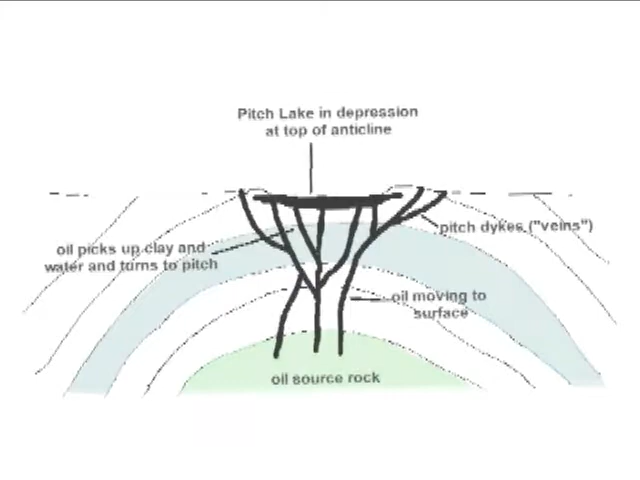 Pitch Lake in depression
at top of anticline
pitch dykes ("veins")
oil picks up clay and
water and turns to pitch
oil moving to
surface
oil source rock